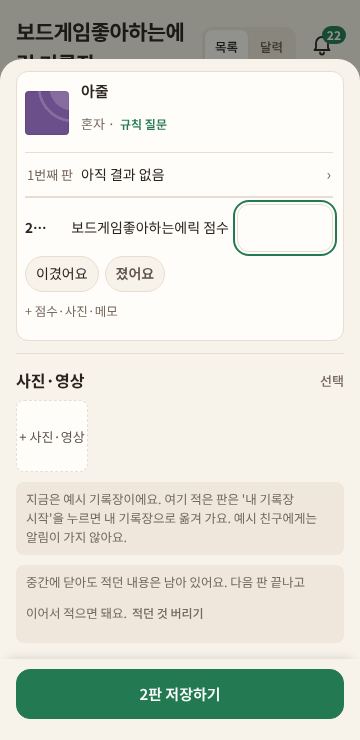 보드게임좋아하는에
목록
달력
22
아줄
혼자 · 규칙 질문
1번째 판 아직 결과 없음 ›
2··· 보드게임좋아하는에릭 점수
이겼어요 졌어요
+ 점수·사진·메모
사진·영상
선택
+ 사진·영상
지금은 예시 기록장이에요. 여기 적은 판은 '내 기록장
시작'을 누르면 내 기록장으로 옮겨 가요. 예시 친구에게는
알림이 가지 않아요.
중간에 닫아도 적던 내용은 남아 있어요. 다음 판 끝나고
이어서 적으면 돼요. 적던 것 버리기
2판 저장하기